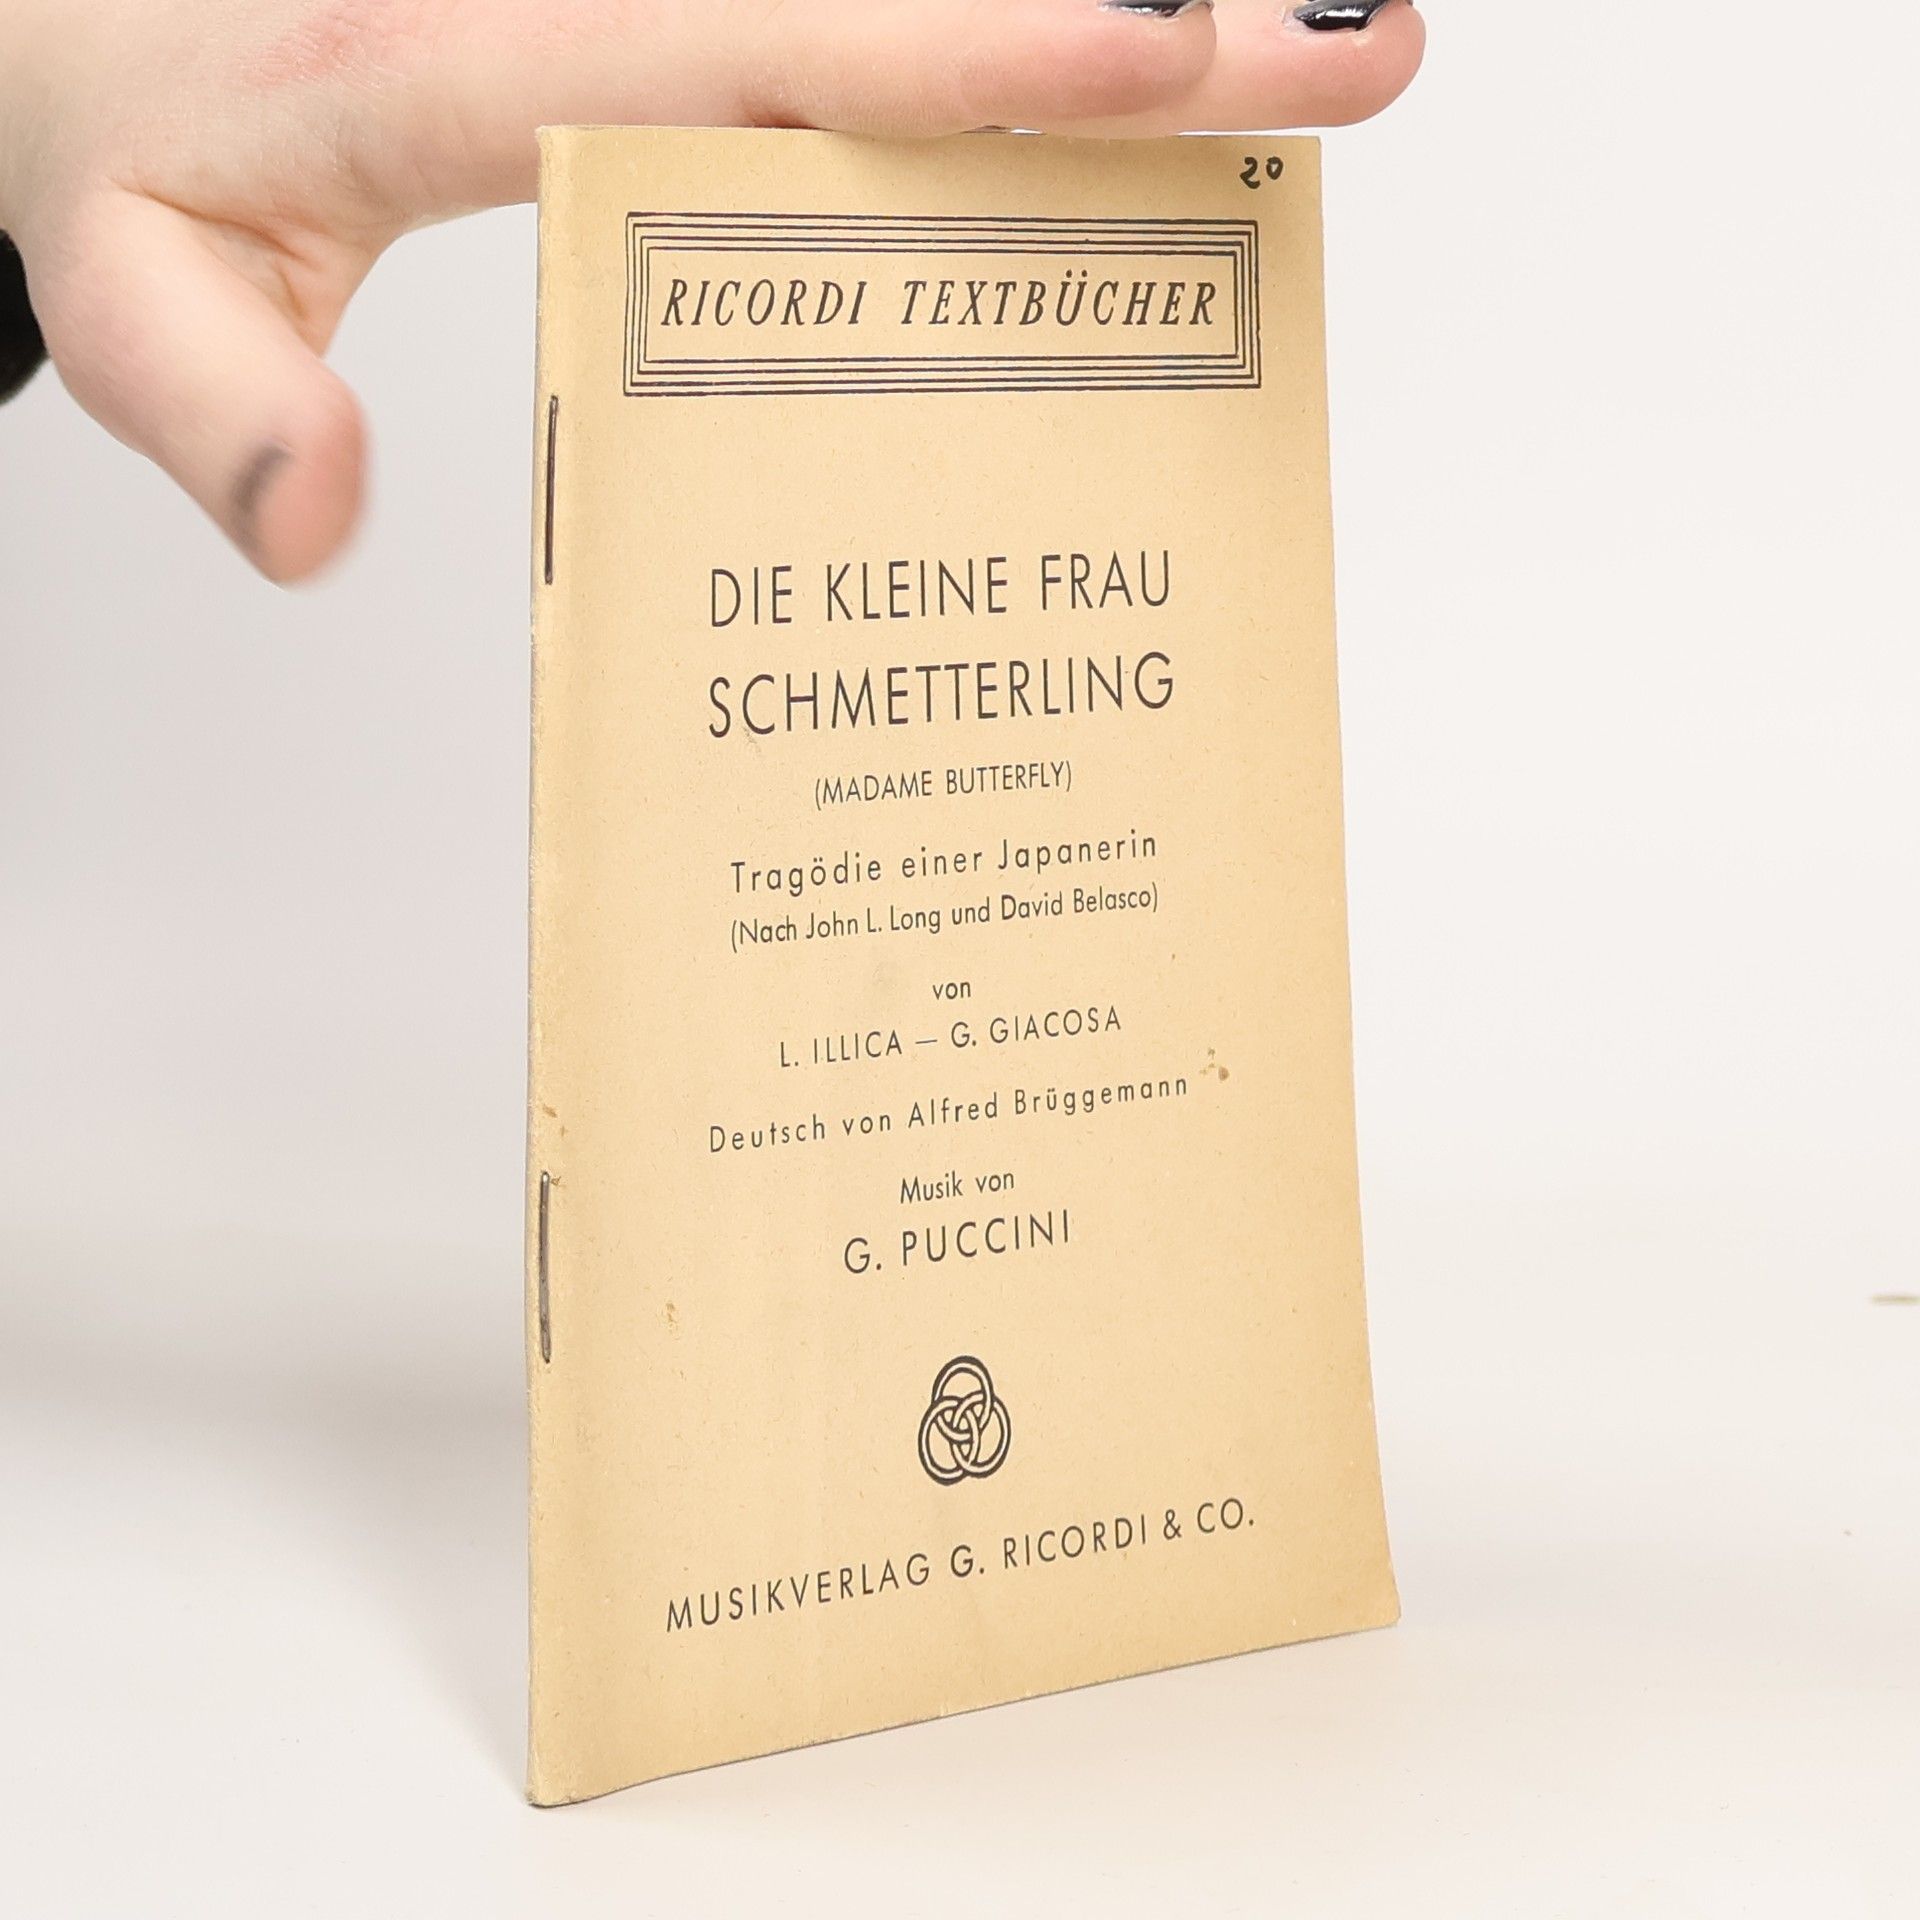 20
RICORDI TEXTBÜCHER
DIE KLEINE FRAU
SCHMETTERLING
(MADAME BUTTERFLY)
Tragödie einer Japanerin
(Nach John L. Long und David Belasco)
von
L. ILLICA — G. GIACOSA
Deutsch von Alfred Brüggemann
Musik von
G. PUCCINI
MUSIKVERLAG G. RICORDI & CO.